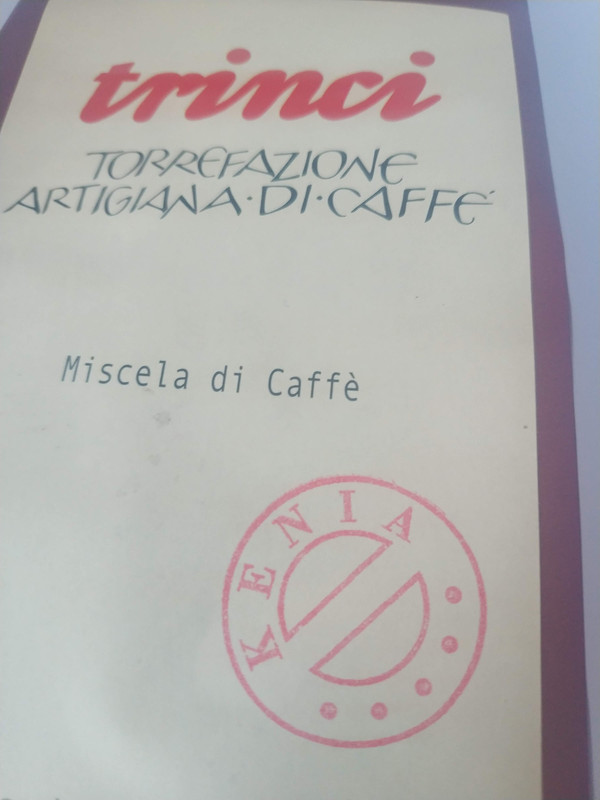 trinci
TORREFAZIONE
ARTIGIANA·DI·CAFFE´
Miscela di Caffè
KENIA